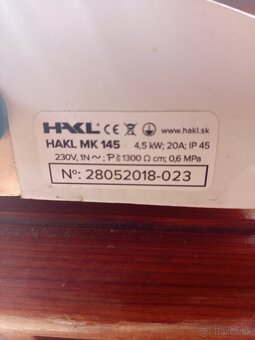 HAKL CE www.hakl.sk
HAKL MK 145 4,5 kW; 20A; IP 45
230V, 1N ~; Ƥ ≥ 1300 Ω cm; 0,6 MPa
Nº: 28052018-023